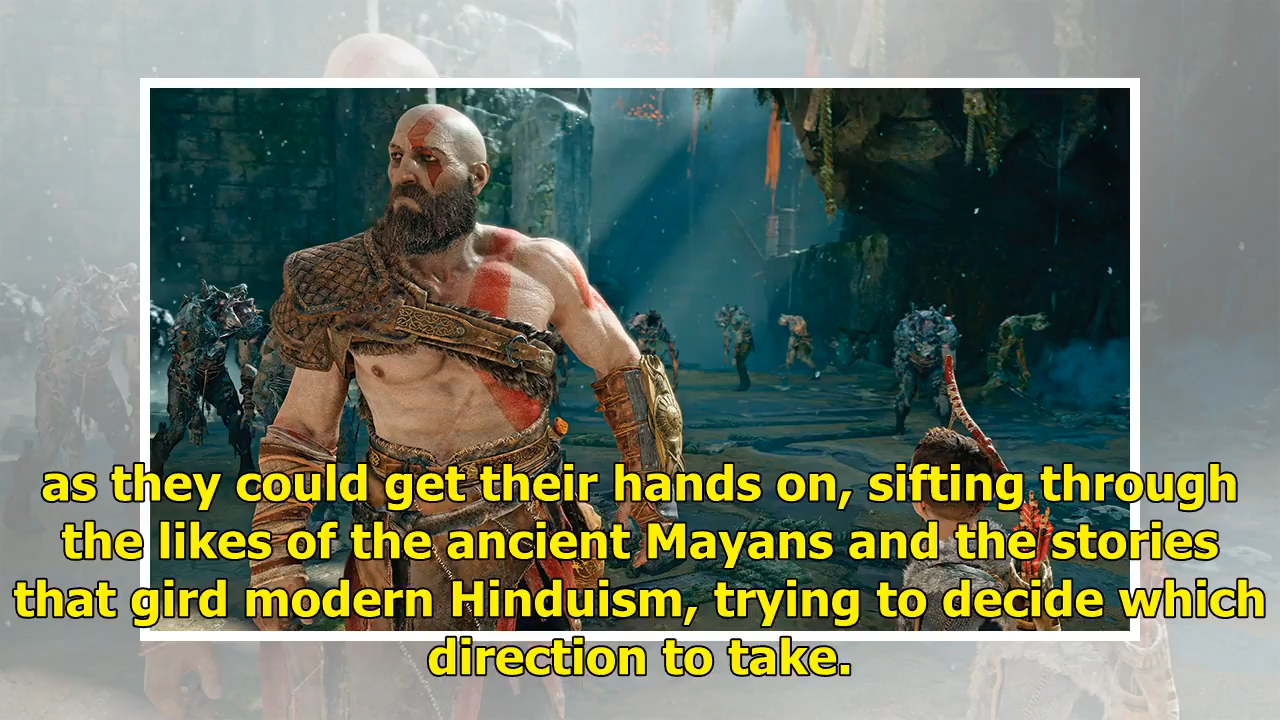 as they could get their hands on, sifting through
the likes of the ancient Mayans and the stories
that gird modern Hinduism, trying to decide which
direction to take.